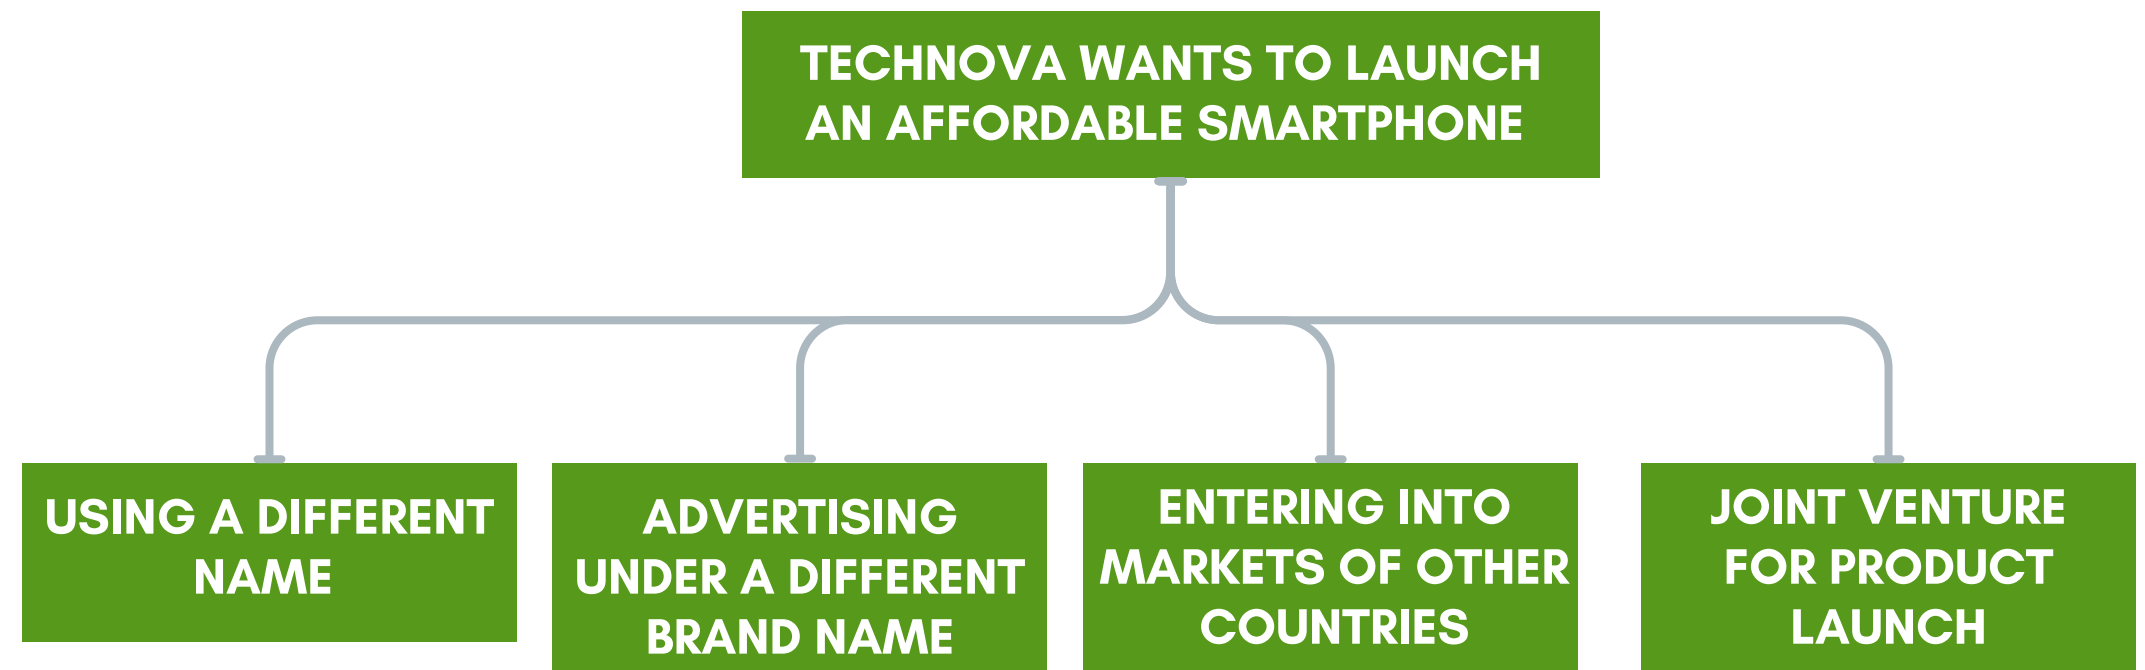 TECHNOVA WANTS TO LAUNCH
AN AFFORDABLE SMARTPHONE
USING A DIFFERENT
NAME
ADVERTISING
UNDER A DIFFERENT
BRAND NAME
ENTERING INTO
MARKETS OF OTHER
COUNTRIES
JOINT VENTURE
FOR PRODUCT
LAUNCH